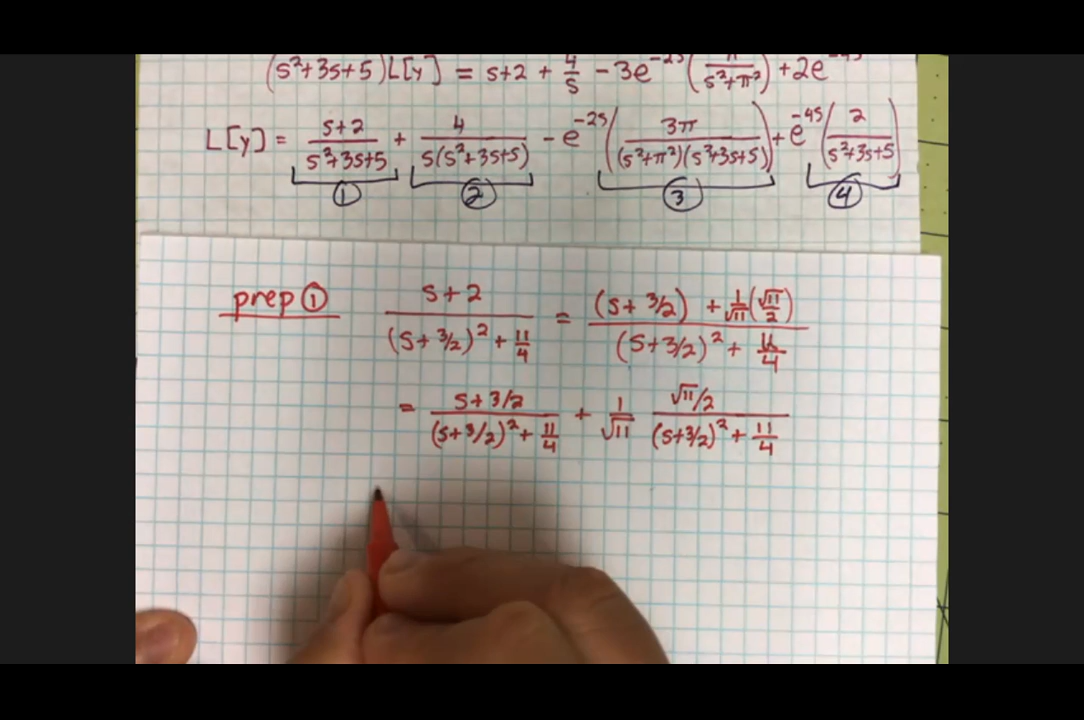 (s²+3s+5)L[y] = s+2 + 4/s - 3e^-2s (π/(s²+π²)) + 2e^-4s
L[y] = (s+2)/(s²+3s+5) + 4/(s(s²+3s+5)) - e^-2s (3π/((s²+π²)(s²+3s+5))) + e^-4s (2/(s²+3s+5))
① ② ③ ④
prep ① (s+2)/((s+3/2)²+11/4) = ((s+3/2) + 1/√11(√11/2))/((s+3/2)²+11/4)
= (s+3/2)/((s+3/2)²+11/4) + 1/√11 (√11/2)/((s+3/2)²+11/4)